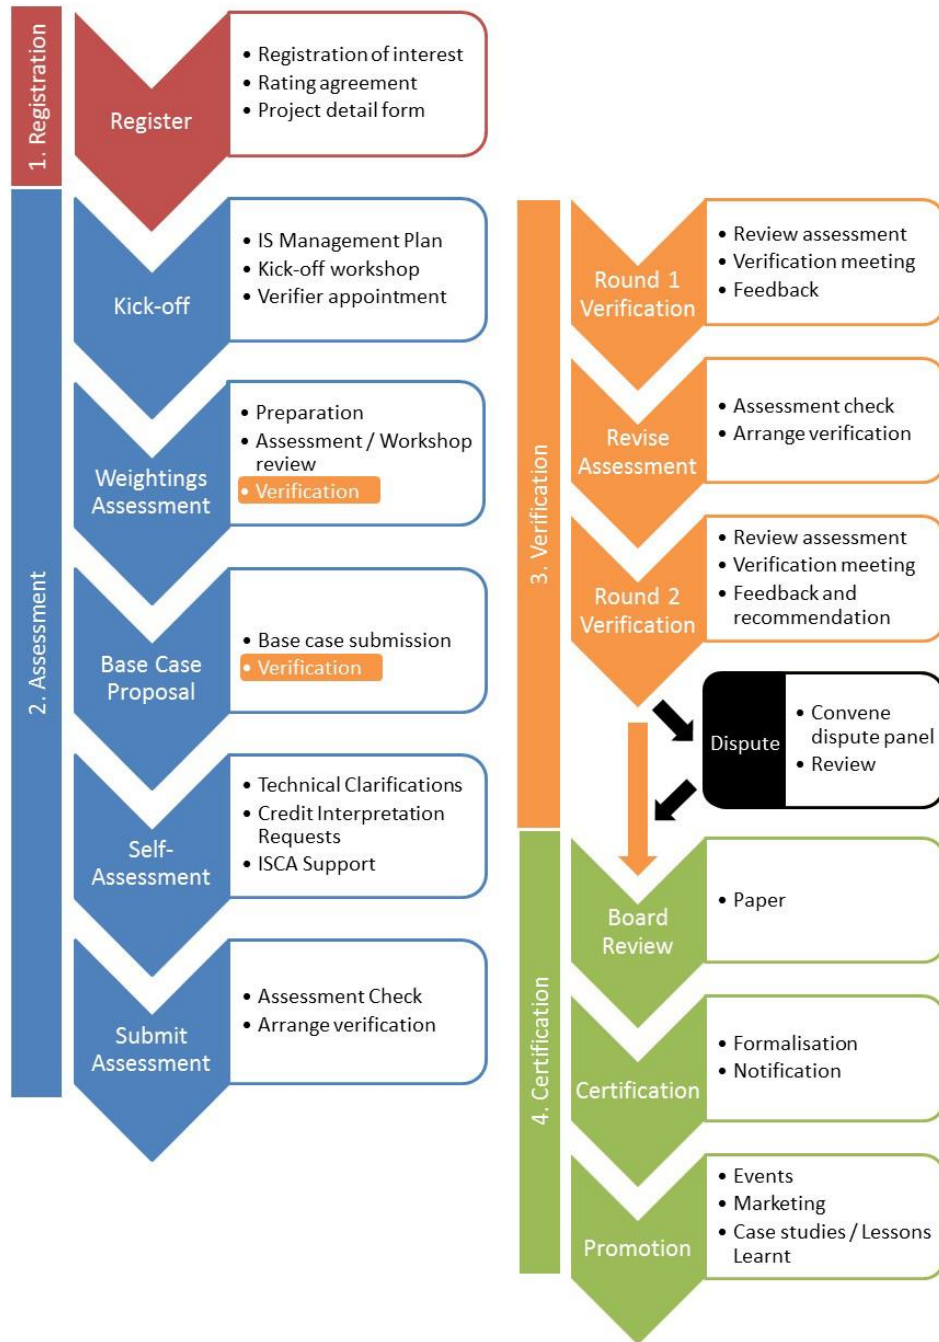 1. Registration
Register
• Registration of interest
• Rating agreement
• Project detail form
2. Assessment
Kick-off
• IS Management Plan
• Kick-off workshop
• Verifier appointment
Weightings
Assessment
• Preparation
• Assessment / Workshop
review
• Verification
Base Case
Proposal
• Base case submission
• Verification
Self-
Assessment
• Technical Clarifications
• Credit Interpretation
Requests
• ISCA Support
Submit
Assessment
• Assessment Check
• Arrange verification
3. Verification
Round 1
Verification
• Review assessment
• Verification meeting
• Feedback
Revise
Assessment
• Assessment check
• Arrange verification
Round 2
Verification
• Review assessment
• Verification meeting
• Feedback and
recommendation
Dispute
• Convene
dispute panel
• Review
4. Certification
Board
Review
• Paper
Certification
• Formalisation
• Notification
Promotion
• Events
• Marketing
• Case studies / Lessons
Learnt